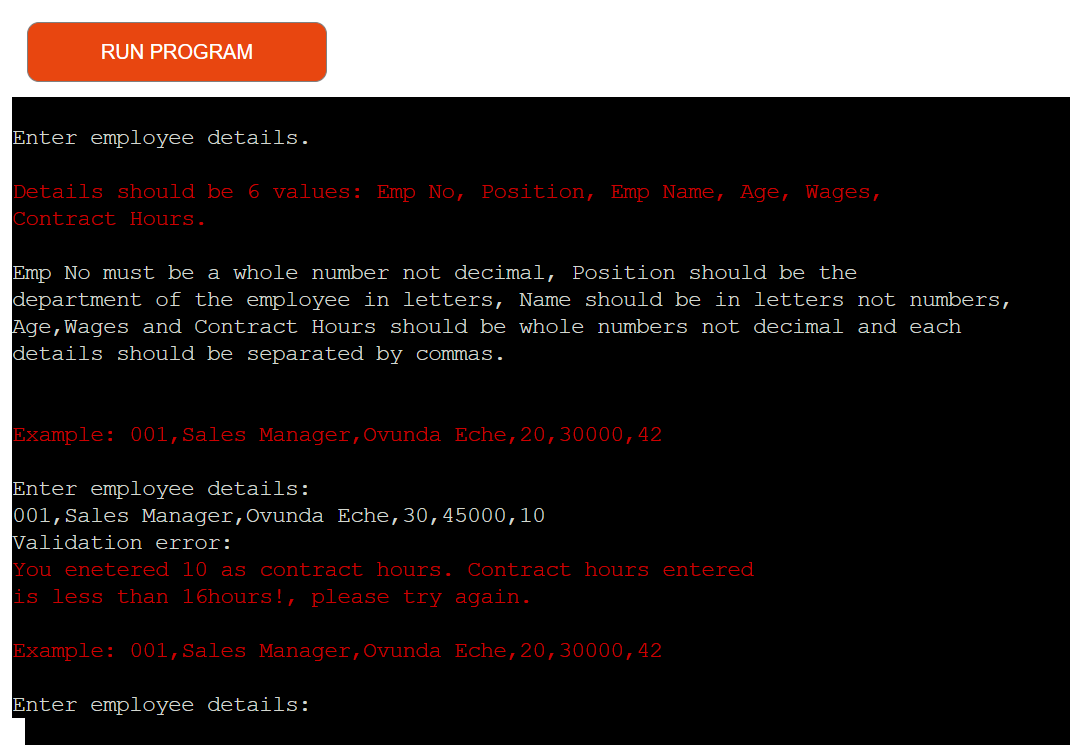 RUN PROGRAM
Enter employee details.
Details should be 6 values: Emp No, Position, Emp Name, Age, Wages,
Contract Hours.
Emp No must be a whole number not decimal, Position should be the
department of the employee in letters, Name should be in letters not numbers,
Age,Wages and Contract Hours should be whole numbers not decimal and each
details should be separated by commas.
Example: 001,Sales Manager,Ovunda Eche,20,30000,42
Enter employee details:
001,Sales Manager,Ovunda Eche,30,45000,10
Validation error:
You enetered 10 as contract hours. Contract hours entered
is less than 16hours!, please try again.
Example: 001,Sales Manager,Ovunda Eche,20,30000,42
Enter employee details: